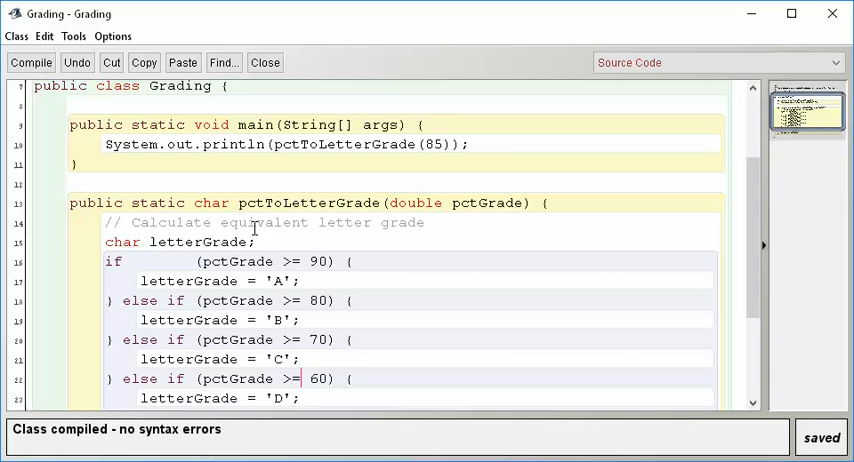 Grading - Grading
Class Edit Tools Options
Compile Undo Cut Copy Paste Find... Close Source Code
7 public class Grading {
8
9 public static void main(String[] args) {
10 System.out.println(pctToLetterGrade(85));
11 }
12
13 public static char pctToLetterGrade(double pctGrade) {
14 // Calculate equivalent letter grade
15 char letterGrade;
16 if (pctGrade >= 90) {
17 letterGrade = 'A';
18 } else if (pctGrade >= 80) {
19 letterGrade = 'B';
20 } else if (pctGrade >= 70) {
21 letterGrade = 'C';
22 } else if (pctGrade >= 60) {
23 letterGrade = 'D';
Class compiled - no syntax errors
saved